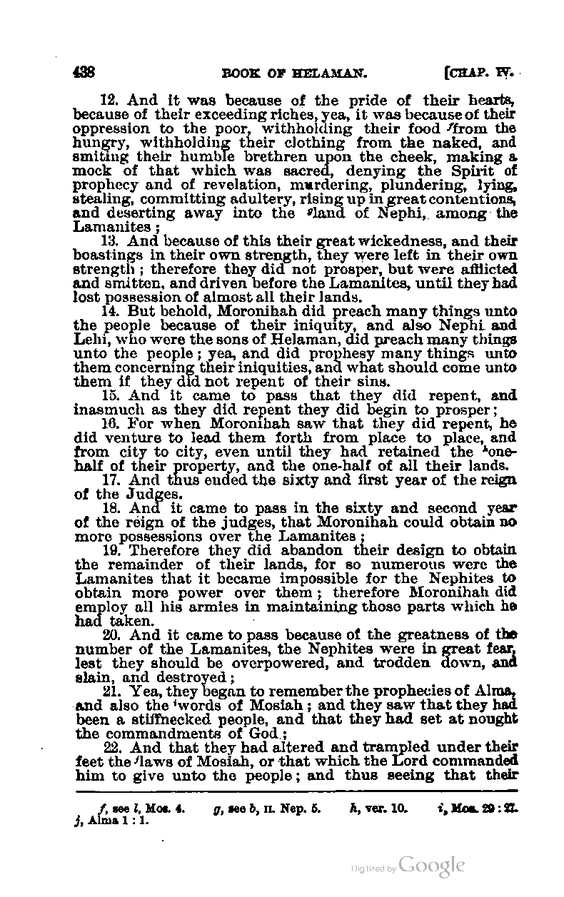 438 BOOK OF HELAMAN. [CHAP. IV.
12. And it was because of the pride of their hearts,
because of their exceeding riches, yea, it was because of their
oppression to the poor, withholding their food ᶠfrom the
hungry, withholding their clothing from the naked, and
smiting their humble brethren upon the cheek, making a
mock of that which was sacred, denying the Spirit of
prophecy and of revelation, murdering, plundering, lying,
stealing, committing adultery, rising up in great contentions,
and deserting away into the ᵍland of Nephi, among the
Lamanites;
13. And because of this their great wickedness, and their
boastings in their own strength, they were left in their own
strength; therefore they did not prosper, but were afflicted
and smitten, and driven before the Lamanites, until they had
lost possession of almost all their lands.
14. But behold, Moronihah did preach many things unto
the people because of their iniquity, and also Nephi and
Lehi, who were the sons of Helaman, did preach many things
unto the people; yea, and did prophesy many things unto
them concerning their iniquities, and what should come unto
them if they did not repent of their sins.
15. And it came to pass that they did repent, and
inasmuch as they did repent they did begin to prosper;
16. For when Moronihah saw that they did repent, he
did venture to lead them forth from place to place, and
from city to city, even until they had retained the ʰone-
half of their property, and the one-half of all their lands.
17. And thus ended the sixty and first year of the reign
of the Judges.
18. And it came to pass in the sixty and second year
of the reign of the judges, that Moronihah could obtain no
more possessions over the Lamanites;
19. Therefore they did abandon their design to obtain
the remainder of their lands, for so numerous were the
Lamanites that it became impossible for the Nephites to
obtain more power over them; therefore Moronihah did
employ all his armies in maintaining those parts which he
had taken.
20. And it came to pass because of the greatness of the
number of the Lamanites, the Nephites were in great fear,
lest they should be overpowered, and trodden down, and
slain, and destroyed;
21. Yea, they began to remember the prophecies of Alma,
and also the ⁱwords of Mosiah; and they saw that they had
been a stiffnecked people, and that they had set at nought
the commandments of God;
22. And that they had altered and trampled under their
feet the ʲlaws of Mosiah, or that which the Lord commanded
him to give unto the people; and thus seeing that their
f, see l, Mos. 4. g, see b, II. Nep. 5. h, ver. 10. i, Mos. 29 : 27.
j, Alma 1 : 1.
Digitized by Google